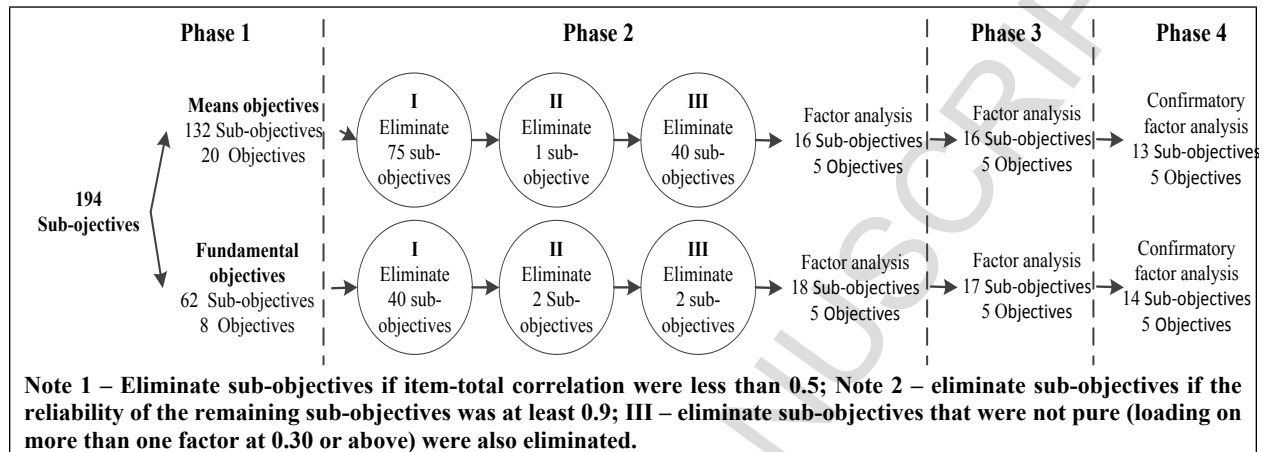 Phase 1
Phase 2
Phase 3
Phase 4
194
Sub-ojectives
Means objectives
132 Sub-objectives
20 Objectives
I
Eliminate
75 sub-
objectives
II
Eliminate
1 sub-
objective
III
Eliminate
40 sub-
objectives
Factor analysis
16 Sub-objectives
5 Objectives
Factor analysis
16 Sub-objectives
5 Objectives
Confirmatory
factor analysis
13 Sub-objectives
5 Objectives
Fundamental
objectives
62 Sub-objectives
8 Objectives
I
Eliminate
40 sub-
objectives
II
Eliminate
2 Sub-
objectives
III
Eliminate
2 sub-
objectives
Factor analysis
18 Sub-objectives
5 Objectives
Factor analysis
17 Sub-objectives
5 Objectives
Confirmatory
factor analysis
14 Sub-objectives
5 Objectives
Note 1 – Eliminate sub-objectives if item-total correlation were less than 0.5; Note 2 – eliminate sub-objectives if the
reliability of the remaining sub-objectives was at least 0.9; III – eliminate sub-objectives that were not pure (loading on
more than one factor at 0.30 or above) were also eliminated.